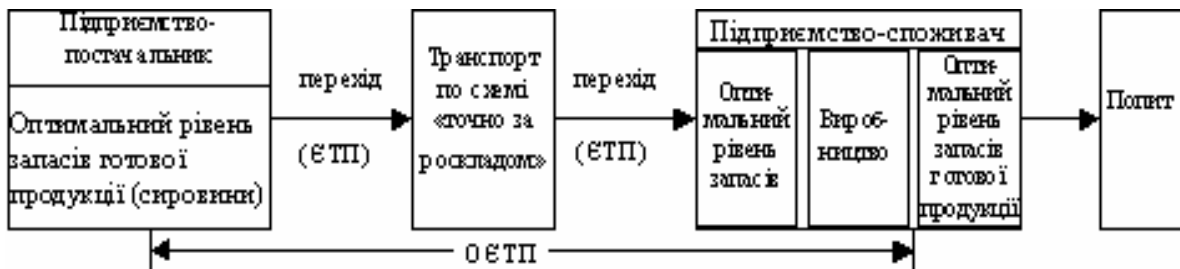 Підприємство-
постачальник
Оптимальний рівень
запасів готової
продукції (сировини)
перехід
(ЄТП)
Транспорт
по схемі
«точно за
роскладом»
перехід
(ЄТП)
Підприємство-споживач
Опти-
мальний
рівень
запасів
Вироб-
ництво
Опти-
мальний
рівень
запасів
готової
продукції
Попит
ОЄТП